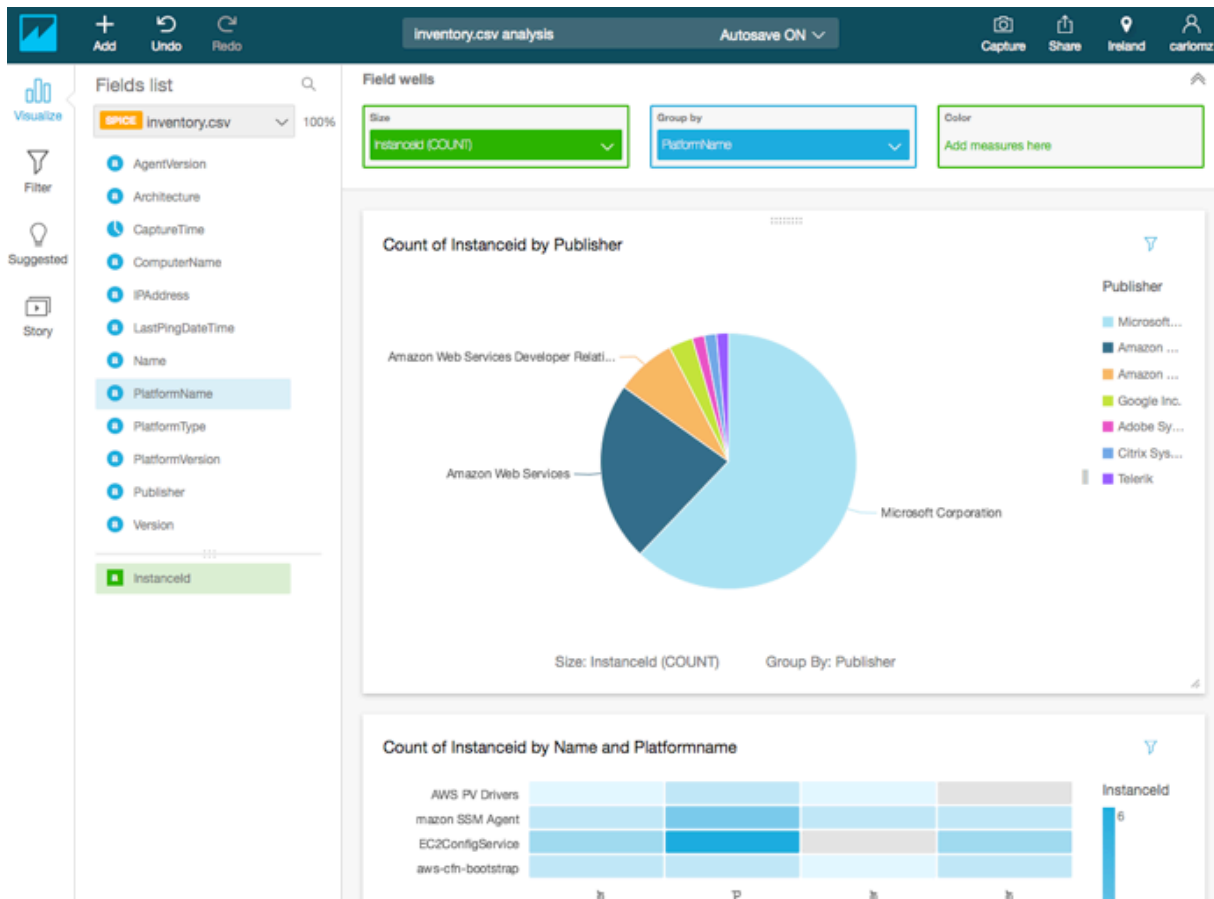 Add
Undo
Redo
inventory.csv analysis
Autosave ON
Capture
Share
Ireland
carlomz
Visualize
Filter
Suggested
Story
Fields list
SPICE inventory.csv 100%
AgentVersion
Architecture
CaptureTime
ComputerName
IPAddress
LastPingDateTime
Name
PlatformName
PlatformType
PlatformVersion
Publisher
Version
InstanceId
Field wells
Size
InstanceId (COUNT)
Group by
PlatformName
Color
Add measures here
Count of Instanceid by Publisher
Amazon Web Services Developer Relati...
Amazon Web Services
Microsoft Corporation
Publisher
Microsoft...
Amazon ...
Amazon ...
Google Inc.
Adobe Sy...
Citrix Sys...
Telerik
Size: InstanceId (COUNT) Group By: Publisher
Count of Instanceid by Name and Platformname
AWS PV Drivers
mazon SSM Agent
EC2ConfigService
aws-cfn-bootstrap
InstanceId
6